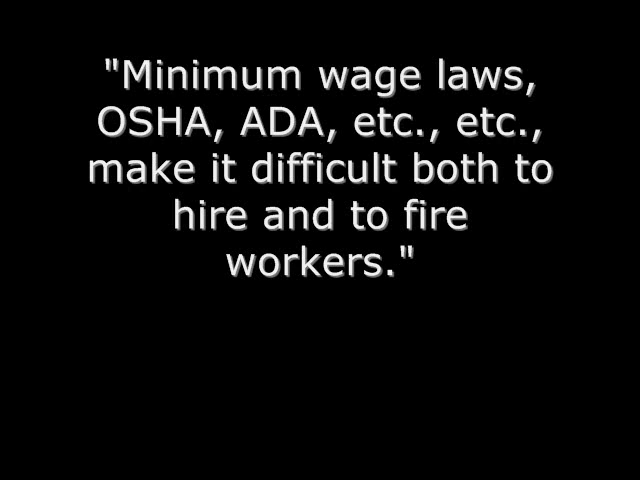 "Minimum wage laws,
OSHA, ADA, etc., etc.,
make it difficult both to
hire and to fire
workers."